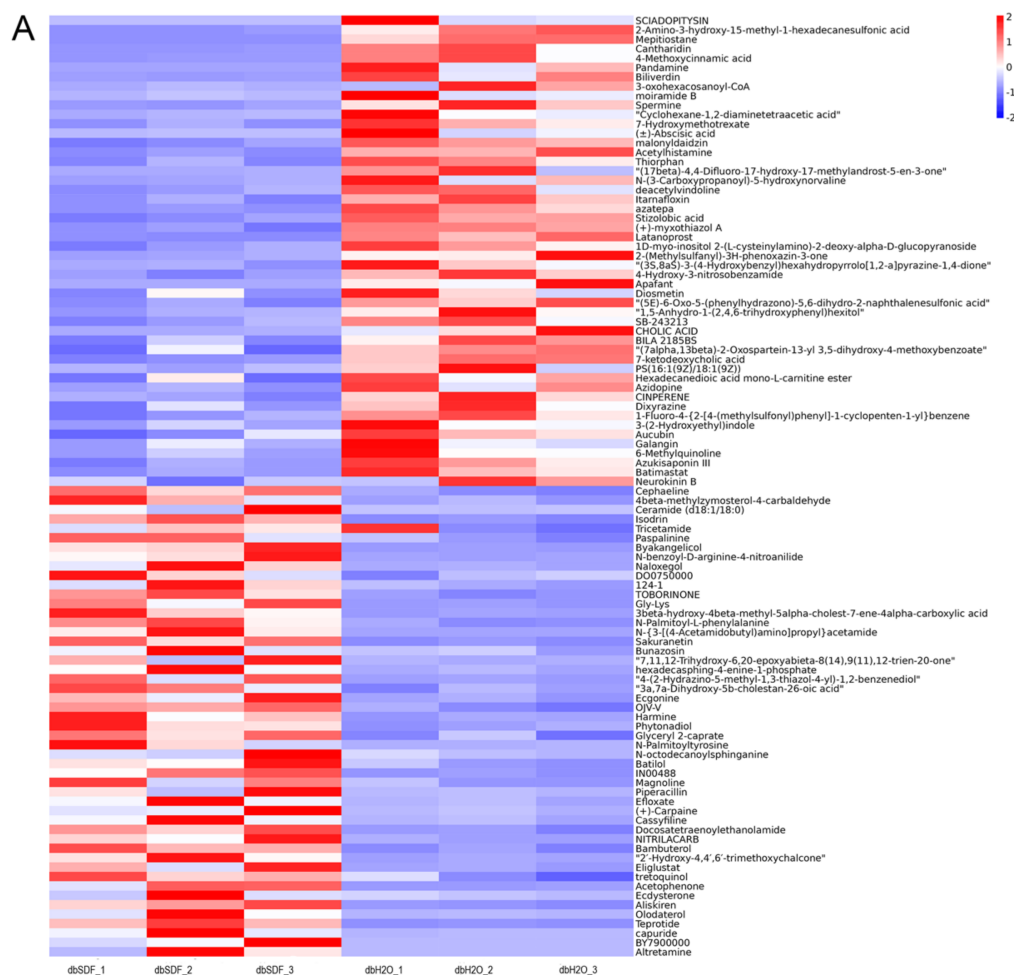 A
SCIADOPITYSIN
2-Amino-3-hydroxy-15-methyl-1-hexadecanesulfonic acid
Mepitiostane
Cantharidin
4-Methoxycinnamic acid
Pandamine
Biliverdin
3-oxohexacosanoyl-CoA
moiramide B
Spermine
"Cyclohexane-1,2-diaminetetraacetic acid"
7-Hydroxymethotrexate
(±)-Abscisic acid
malonyldaidzin
Acetylhistamine
Thiorphan
"(17beta)-4,4-Difluoro-17-hydroxy-17-methylandrost-5-en-3-one"
N-(3-Carboxypropanoyl)-5-hydroxynorvaline
deacetylvindoline
Itarnafloxin
azatepa
Stizolobic acid
(+)-myxothiazol A
Latanoprost
1D-myo-inositol 2-(L-cysteinylamino)-2-deoxy-alpha-D-glucopyranoside
2-(Methylsulfanyl)-3H-phenoxazin-3-one
"(3S,8aS)-3-(4-Hydroxybenzyl)hexahydropyrrolo[1,2-a]pyrazine-1,4-dione"
4-Hydroxy-3-nitrosobenzamide
Apafant
Diosmetin
"(5E)-6-Oxo-5-(phenylhydrazono)-5,6-dihydro-2-naphthalenesulfonic acid"
"1,5-Anhydro-1-(2,4,6-trihydroxyphenyl)hexitol"
SB-243213
CHOLIC ACID
BILA 2185BS
"(7alpha,13beta)-2-Oxospartein-13-yl 3,5-dihydroxy-4-methoxybenzoate"
7-ketodeoxycholic acid
PS(16:1(9Z)/18:1(9Z))
Hexadecanedioic acid mono-L-carnitine ester
Azidopine
CINPERENE
Dixyrazine
1-Fluoro-4-{2-[4-(methylsulfonyl)phenyl]-1-cyclopenten-1-yl}benzene
3-(2-Hydroxyethyl)indole
Aucubin
Galangin
6-Methylquinoline
Azukisaponin III
Batimastat
Neurokinin B
Cephaeline
4beta-methylzymosterol-4-carbaldehyde
Ceramide (d18:1/18:0)
Isodrin
Tricetamide
Paspalinine
Byakangelicol
N-benzoyl-D-arginine-4-nitroanilide
Naloxegol
DO0750000
124-1
TOBORINONE
Gly-Lys
3beta-hydroxy-4beta-methyl-5alpha-cholest-7-ene-4alpha-carboxylic acid
N-Palmitoyl-L-phenylalanine
N-{3-[(4-Acetamidobutyl)amino]propyl}acetamide
Sakuranetin
Bunazosin
"7,11,12-Trihydroxy-6,20-epoxyabieta-8(14),9(11),12-trien-20-one"
hexadecasphing-4-enine-1-phosphate
"4-(2-Hydrazino-5-methyl-1,3-thiazol-4-yl)-1,2-benzenediol"
"3a,7a-Dihydroxy-5b-cholestan-26-oic acid"
Ecgonine
OJV-V
Harmine
Phytonadiol
Glyceryl 2-caprate
N-Palmitoyltyrosine
N-octodecanoylsphinganine
Batilol
IN00488
Magnoline
Piperacillin
Efloxate
(+)-Carpaine
Cassyfiline
Docosatetraenoylethanolamide
NITRILACARB
Bambuterol
"2′-Hydroxy-4,4′,6′-trimethoxychalcone"
Eliglustat
tretoquinol
Acetophenone
Ecdysterone
Aliskiren
Olodaterol
Teprotide
capuride
BY7900000
Altretamine
2
1
0
-1
-2
dbSDF_1 dbSDF_2 dbSDF_3 dbH2O_1 dbH2O_2 dbH2O_3